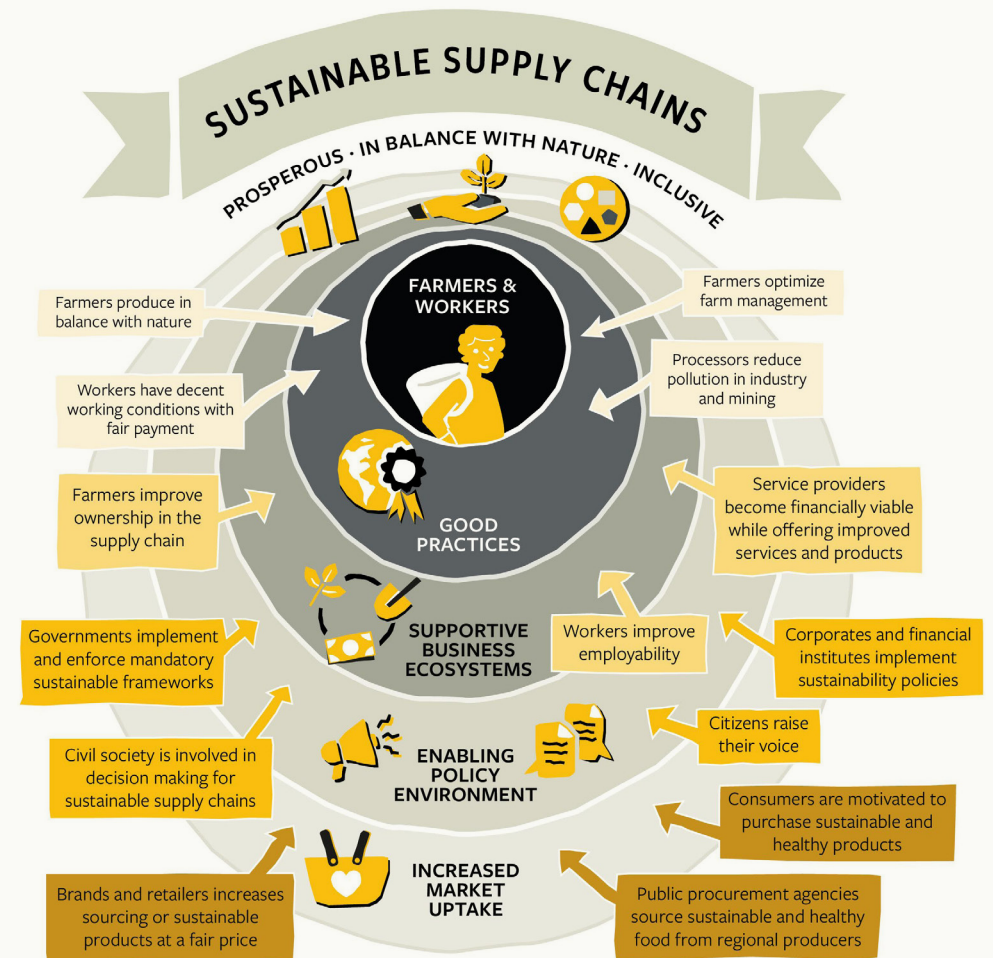 SUSTAINABLE SUPPLY CHAINS
PROSPEROUS · IN BALANCE WITH NATURE · INCLUSIVE
FARMERS &
WORKERS
Farmers produce in
balance with nature
Farmers optimize
farm management
Workers have decent
working conditions with
fair payment
Processors reduce
pollution in industry
and mining
GOOD
PRACTICES
Farmers improve
ownership in the
supply chain
Service providers
become financially viable
while offering improved
services and products
SUPPORTIVE
BUSINESS
ECOSYSTEMS
Workers improve
employability
Governments implement
and enforce mandatory
sustainable frameworks
Corporates and financial
institutes implement
sustainability policies
Civil society is involved in
decision making for
sustainable supply chains
ENABLING
POLICY
ENVIRONMENT
Citizens raise
their voice
Consumers are motivated to
purchase sustainable and
healthy products
Brands and retailers increases
sourcing or sustainable
products at a fair price
INCREASED
MARKET
UPTAKE
Public procurement agencies
source sustainable and healthy
food from regional producers